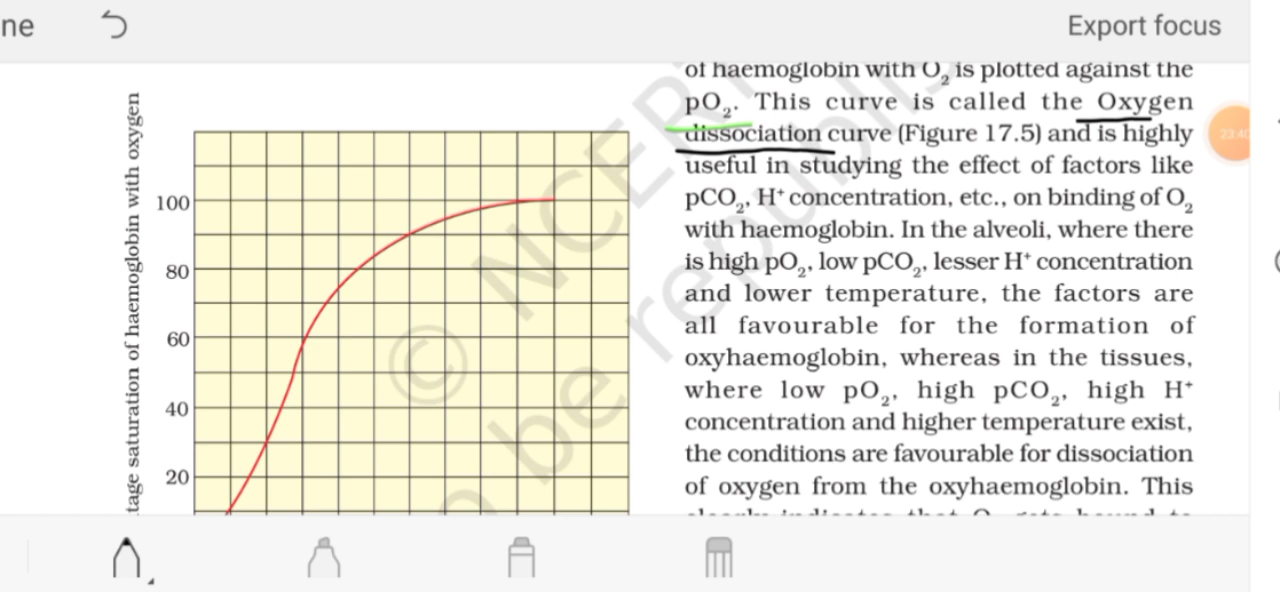 ne
Export focus
of haemoglobin with O₂ is plotted against the
pO₂. This curve is called the Oxygen
dissociation curve (Figure 17.5) and is highly
useful in studying the effect of factors like
pCO₂, H⁺ concentration, etc., on binding of O₂
with haemoglobin. In the alveoli, where there
is high pO₂, low pCO₂, lesser H⁺ concentration
and lower temperature, the factors are
all favourable for the formation of
oxyhaemoglobin, whereas in the tissues,
where low pO₂, high pCO₂, high H⁺
concentration and higher temperature exist,
the conditions are favourable for dissociation
of oxygen from the oxyhaemoglobin. This
tage saturation of haemoglobin with oxygen
100
80
60
40
20
© NCERT
be republis
23:40